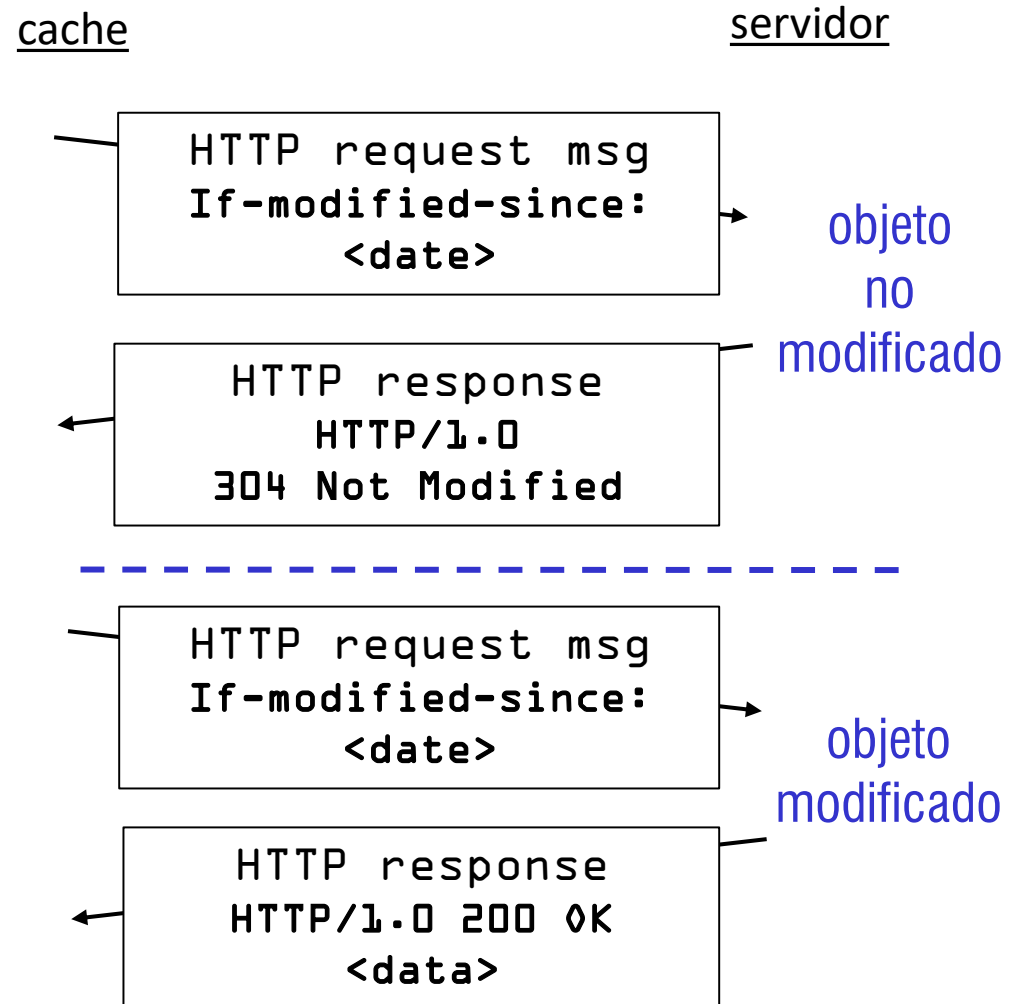 cache
servidor
HTTP request msg
If-modified-since:
<date>
objeto
no
modificado
HTTP response
HTTP/1.0
304 Not Modified
HTTP request msg
If-modified-since:
<date>
objeto
modificado
HTTP response
HTTP/1.0 200 OK
<data>